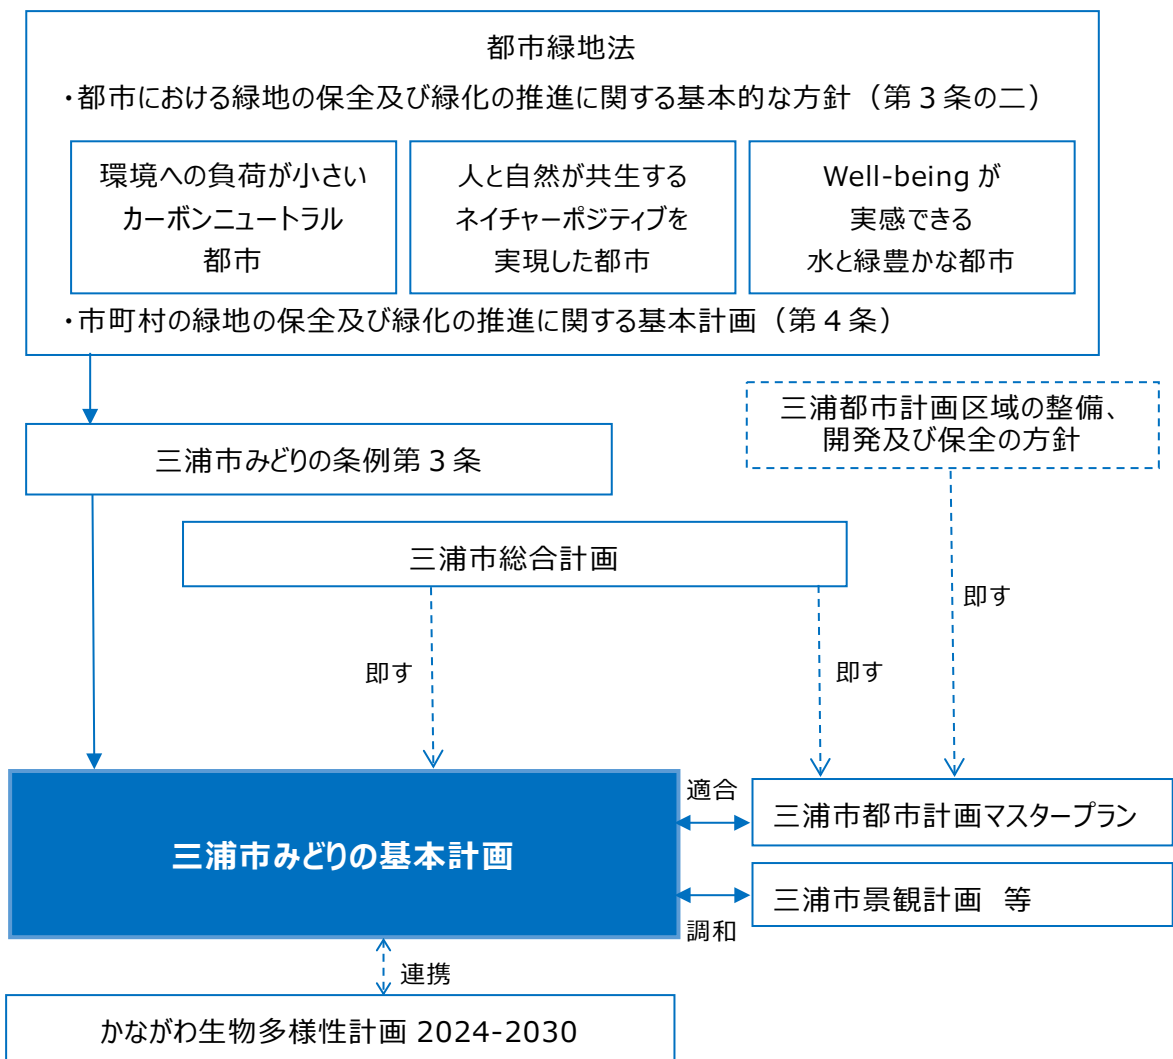 都市緑地法
・都市における緑地の保全及び緑化の推進に関する基本的な方針（第３条の二）
環境への負荷が小さい
カーボンニュートラル
都市
人と自然が共生する
ネイチャーポジティブを
実現した都市
Well-being が
実感できる
水と緑豊かな都市
・市町村の緑地の保全及び緑化の推進に関する基本計画（第４条）
三浦都市計画区域の整備、
開発及び保全の方針
三浦市みどりの条例第３条
三浦市総合計画
即す
即す
即す
三浦市みどりの基本計画
適合
三浦市都市計画マスタープラン
三浦市景観計画　等
調和
連携
かながわ生物多様性計画 2024-2030